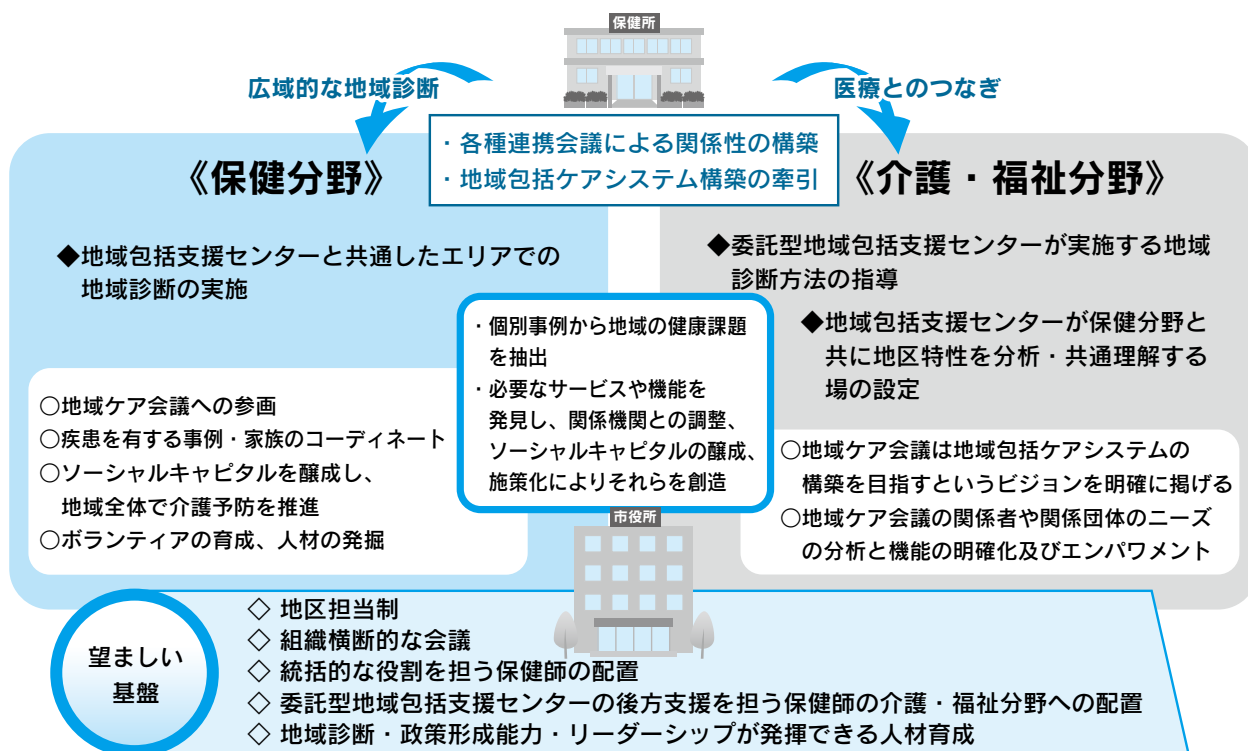 保健所
広域的な地域診断
医療とのつなぎ
・各種連携会議による関係性の構築
・地域包括ケアシステム構築の牽引
《保健分野》
◆地域包括支援センターと共通したエリアでの
地域診断の実施
○地域ケア会議への参画
○疾患を有する事例・家族のコーディネート
○ソーシャルキャピタルを醸成し、
地域全体で介護予防を推進
○ボランティアの育成、人材の発掘
・個別事例から地域の健康課題
を抽出
・必要なサービスや機能を
発見し、関係機関との調整、
ソーシャルキャピタルの醸成、
施策化によりそれらを創造
《介護・福祉分野》
◆委託型地域包括支援センターが実施する地域
診断方法の指導
◆地域包括支援センターが保健分野と
共に地区特性を分析・共通理解する
場の設定
○地域ケア会議は地域包括ケアシステムの
構築を目指すというビジョンを明確に掲げる
○地域ケア会議の関係者や関係団体のニーズ
の分析と機能の明確化及びエンパワメント
市役所
望ましい
基盤
◇ 地区担当制
◇ 組織横断的な会議
◇ 統括的な役割を担う保健師の配置
◇ 委託型地域包括支援センターの後方支援を担う保健師の介護・福祉分野への配置
◇ 地域診断・政策形成能力・リーダーシップが発揮できる人材育成